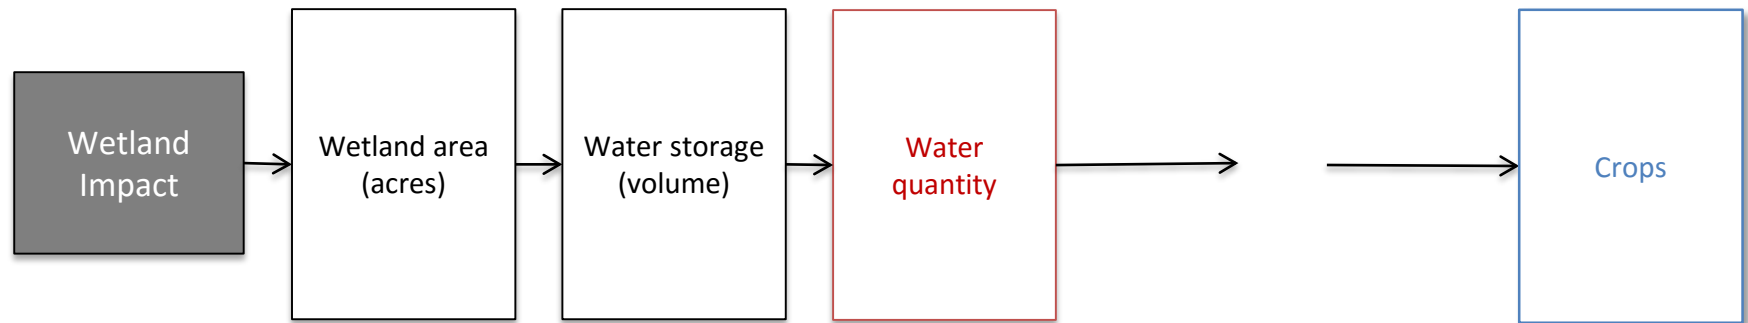 Wetland
Impact
Wetland area
(acres)
Water storage
(volume)
Water
quantity
Crops